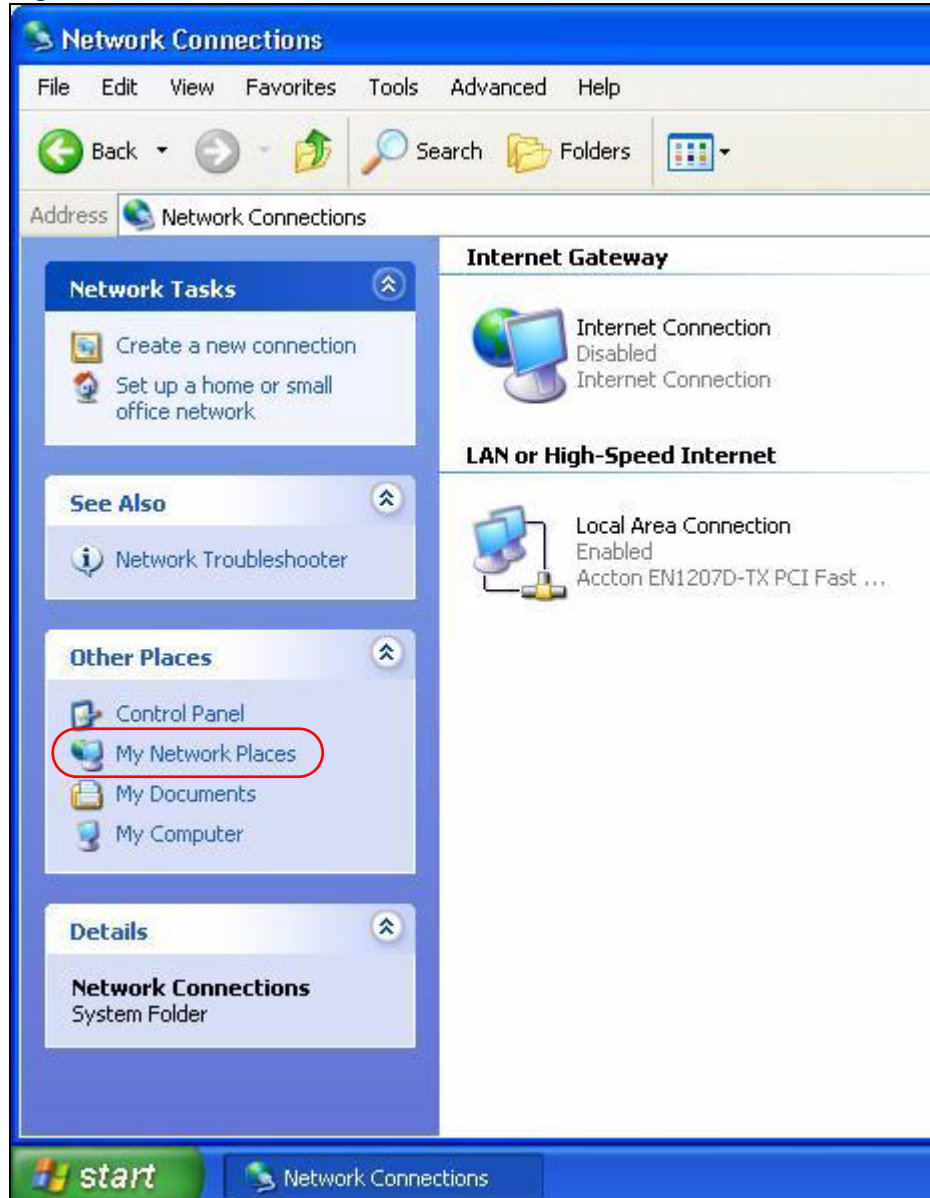 Network Connections
File Edit View Favorites Tools Advanced Help
Back Search Folders
Address Network Connections
Network Tasks
Create a new connection
Set up a home or small
office network
See Also
Network Troubleshooter
Other Places
Control Panel
My Network Places
My Documents
My Computer
Details
Network Connections
System Folder
Internet Gateway
Internet Connection
Disabled
Internet Connection
LAN or High-Speed Internet
Local Area Connection
Enabled
Accton EN1207D-TX PCI Fast ...
start Network Connections